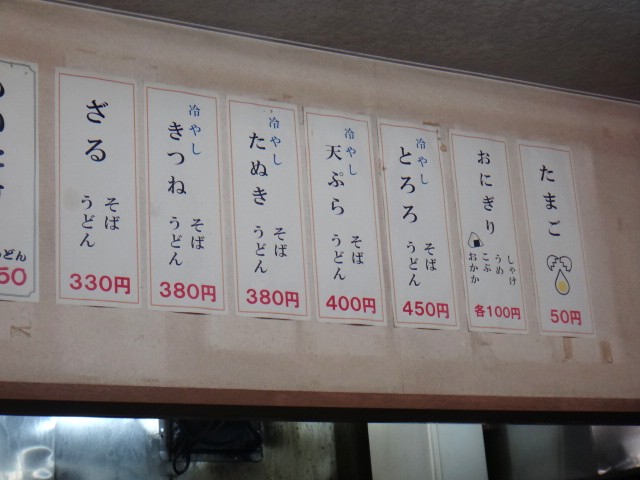 ざる
そば
うどん
330円
冷やし
きつね
そば
うどん
380円
冷やし
たぬき
そば
うどん
380円
冷やし
天ぷら
そば
うどん
400円
冷やし
とろろ
そば
うどん
450円
おにぎり
しゃけ
うめ
こぶ
おかか
各100円
たまご
50円